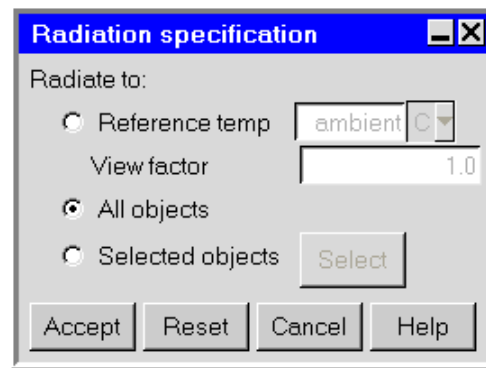 Radiation specification
Radiate to:
Reference temp ambient C
View factor 1.0
All objects
Selected objects Select
Accept Reset Cancel Help